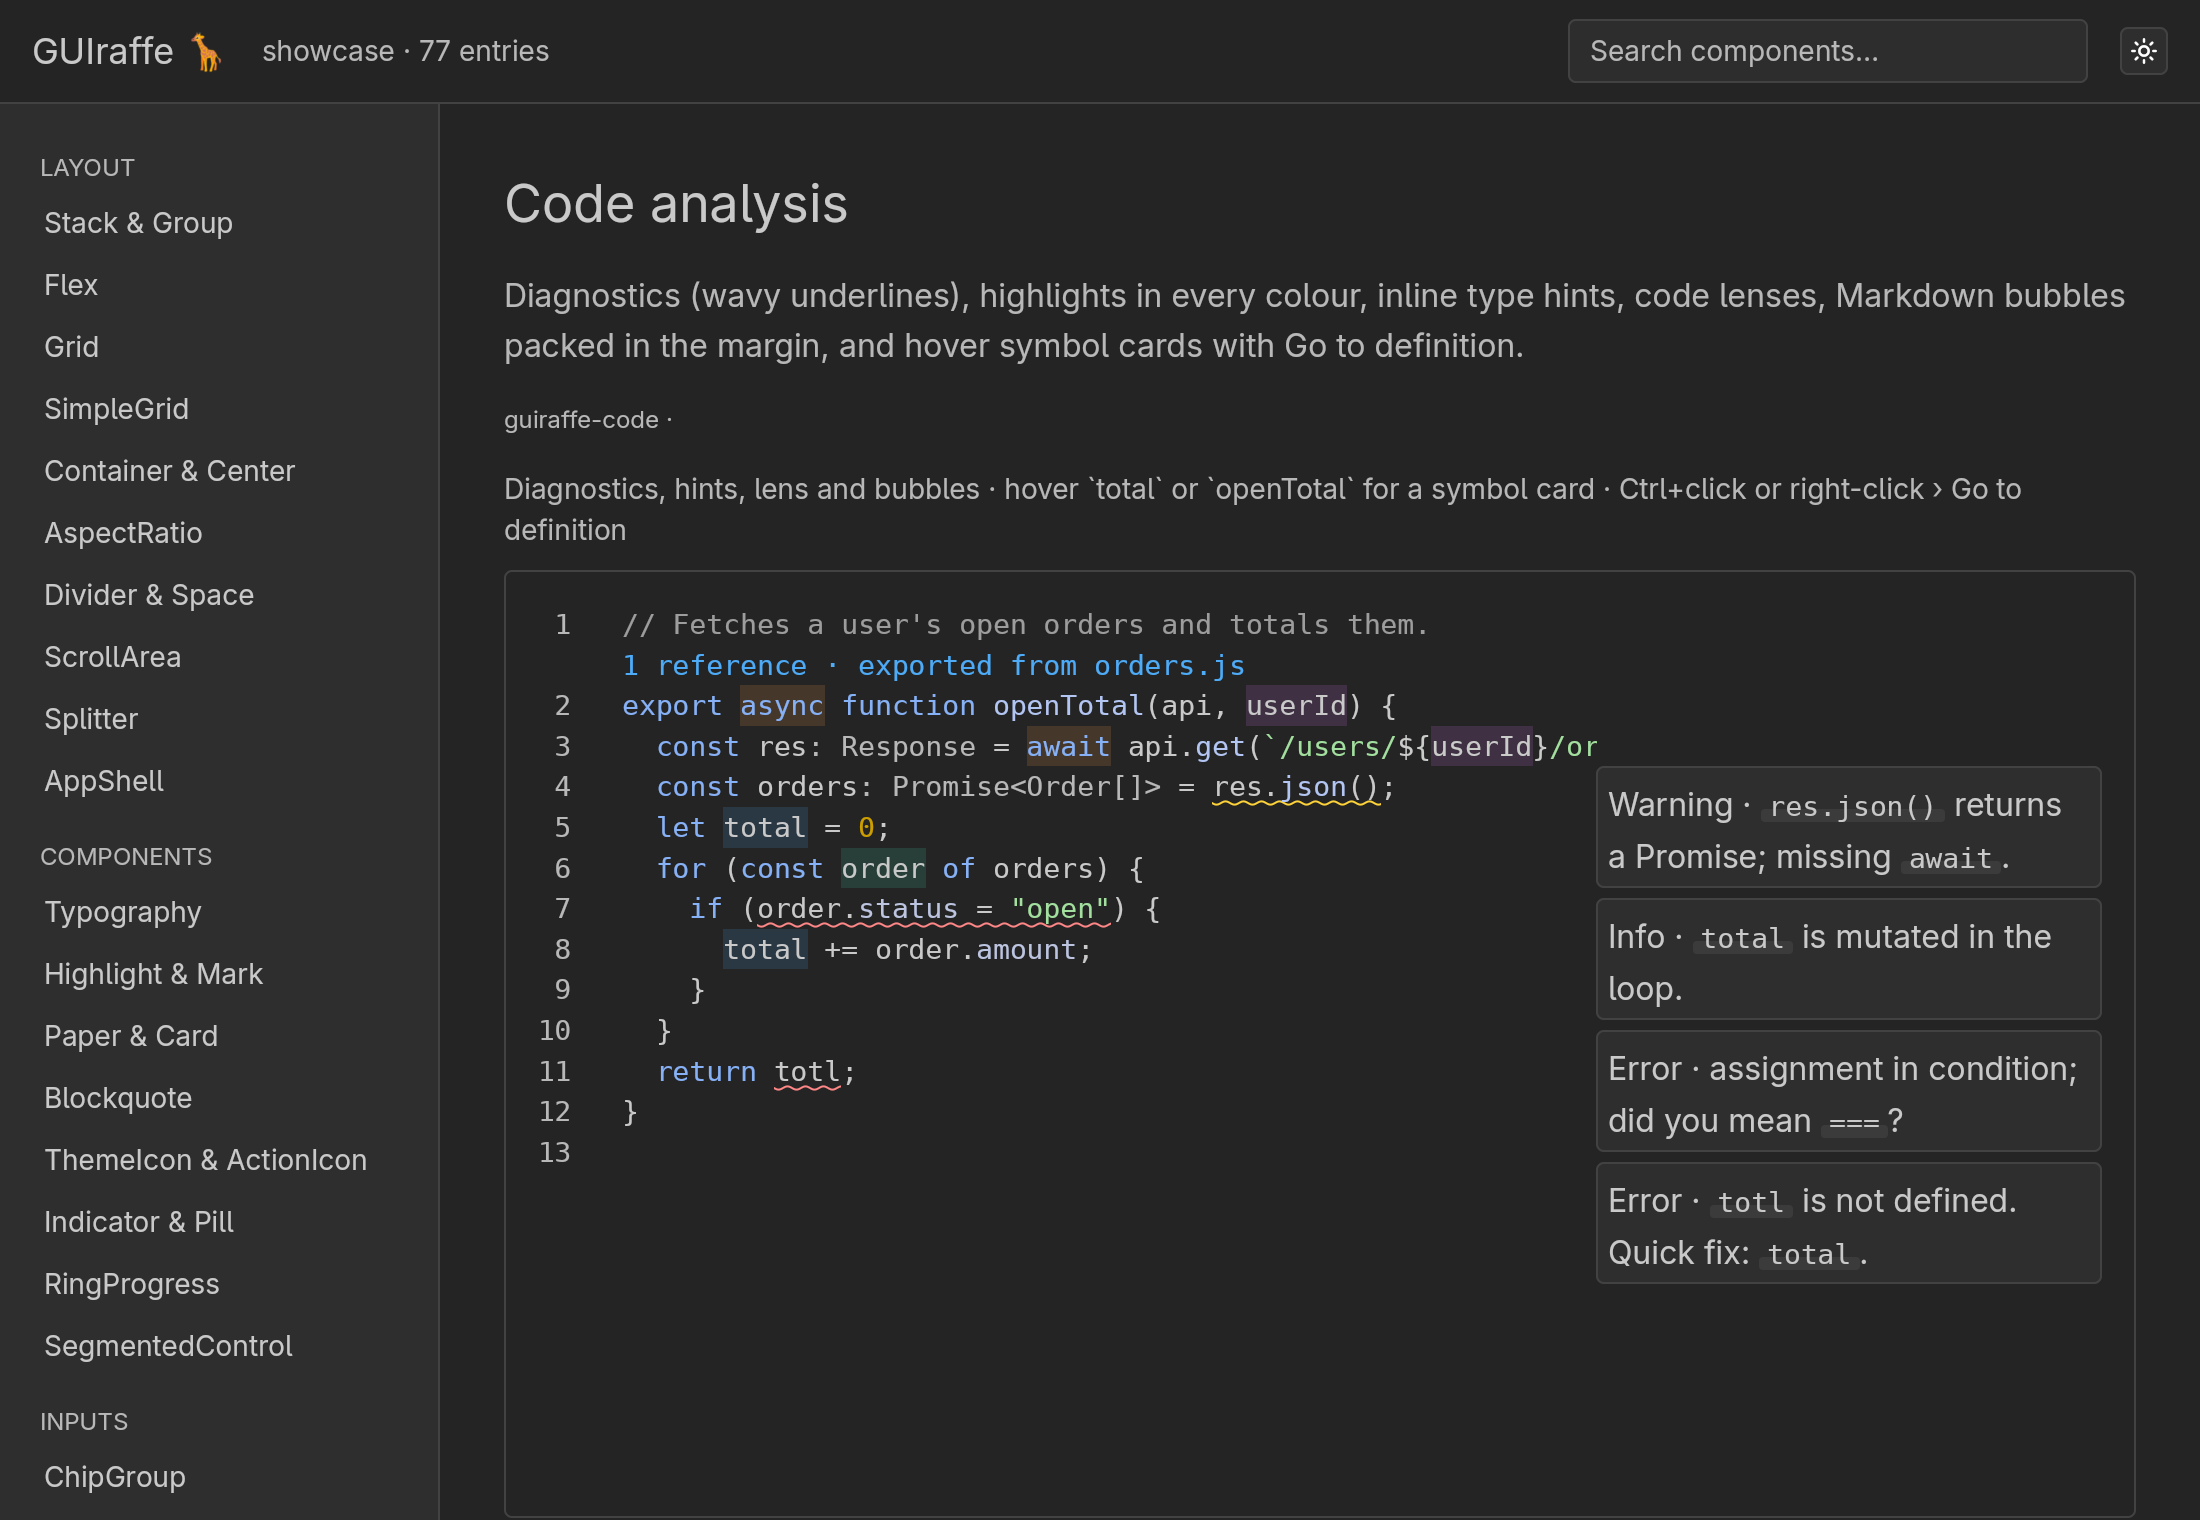 GUIraffe 🦒 showcase · 77 entries
Search components...
LAYOUT
Stack & Group
Flex
Grid
SimpleGrid
Container & Center
AspectRatio
Divider & Space
ScrollArea
Splitter
AppShell
COMPONENTS
Typography
Highlight & Mark
Paper & Card
Blockquote
ThemeIcon & ActionIcon
Indicator & Pill
RingProgress
SegmentedControl
INPUTS
ChipGroup
Code analysis
Diagnostics (wavy underlines), highlights in every colour, inline type hints, code lenses, Markdown bubbles
packed in the margin, and hover symbol cards with Go to definition.
guiraffe-code ·
Diagnostics, hints, lens and bubbles · hover `total` or `openTotal` for a symbol card · Ctrl+click or right-click › Go to
definition
1 // Fetches a user's open orders and totals them.
1 reference · exported from orders.js
2 export async function openTotal(api, userId) {
3   const res: Response = await api.get(`/users/${userId}/or
4   const orders: Promise<Order[]> = res.json();
5   let total = 0;
6   for (const order of orders) {
7     if (order.status = "open") {
8       total += order.amount;
9     }
10   }
11   return totl;
12 }
13
Warning · res.json() returns
a Promise; missing await.
Info · total is mutated in the
loop.
Error · assignment in condition;
did you mean ===?
Error · totl is not defined.
Quick fix: total.